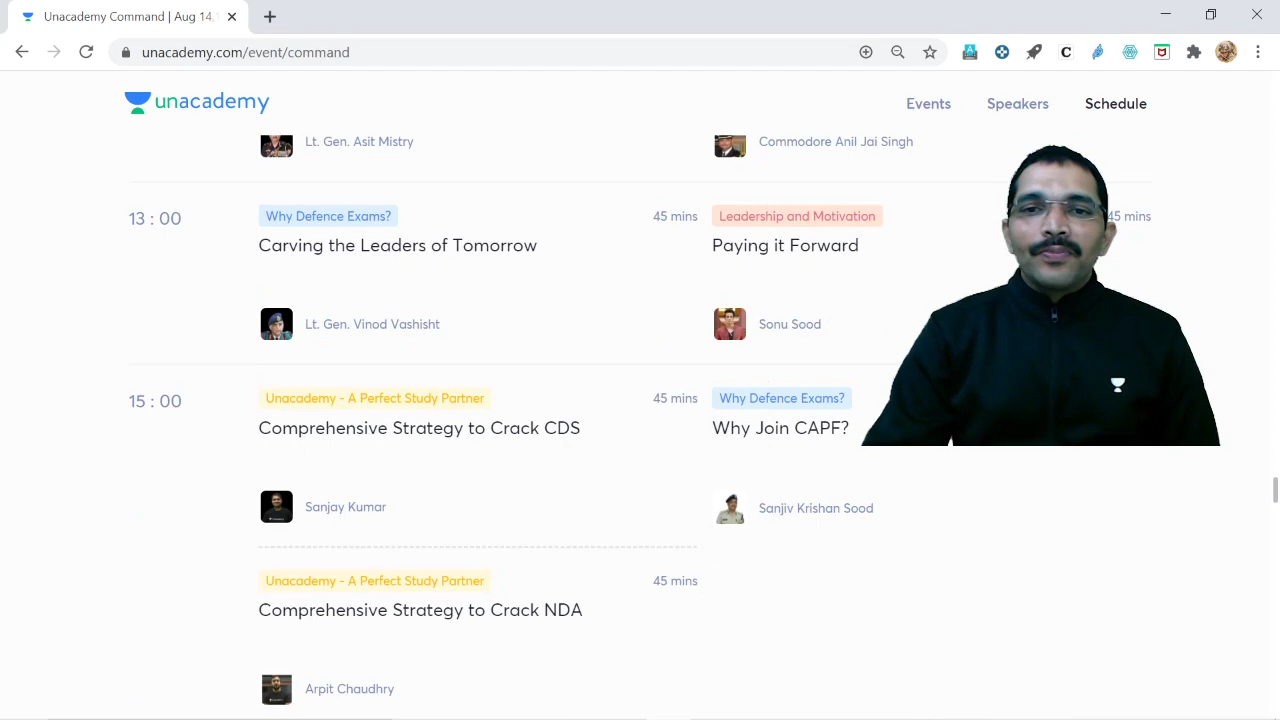 Unacademy Command | Aug 14,
unacademy.com/event/command
unacademy
Events
Speakers
Schedule
Lt. Gen. Asit Mistry
Commodore Anil Jai Singh
13 : 00
Why Defence Exams?
45 mins
Leadership and Motivation
45 mins
Carving the Leaders of Tomorrow
Paying it Forward
Lt. Gen. Vinod Vashisht
Sonu Sood
15 : 00
Unacademy - A Perfect Study Partner
45 mins
Why Defence Exams?
Comprehensive Strategy to Crack CDS
Why Join CAPF?
Sanjay Kumar
Sanjiv Krishan Sood
Unacademy - A Perfect Study Partner
45 mins
Comprehensive Strategy to Crack NDA
Arpit Chaudhry